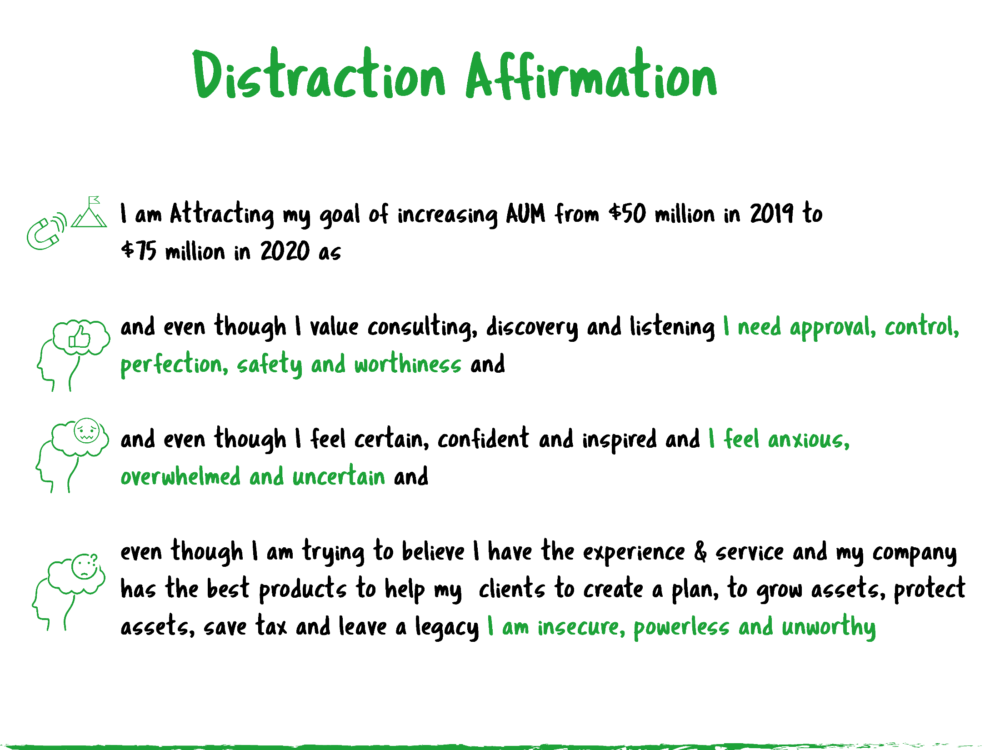 Distraction Affirmation
I am Attracting my goal of increasing AUM from $50 million in 2019 to
$75 million in 2020 as
and even though I value consulting, discovery and listening I need approval, control,
perfection, safety and worthiness and
and even though I feel certain, confident and inspired and I feel anxious,
overwhelmed and uncertain and
even though I am trying to believe I have the experience & service and my company
has the best products to help my clients to create a plan, to grow assets, protect
assets, save tax and leave a legacy I am insecure, powerless and unworthy